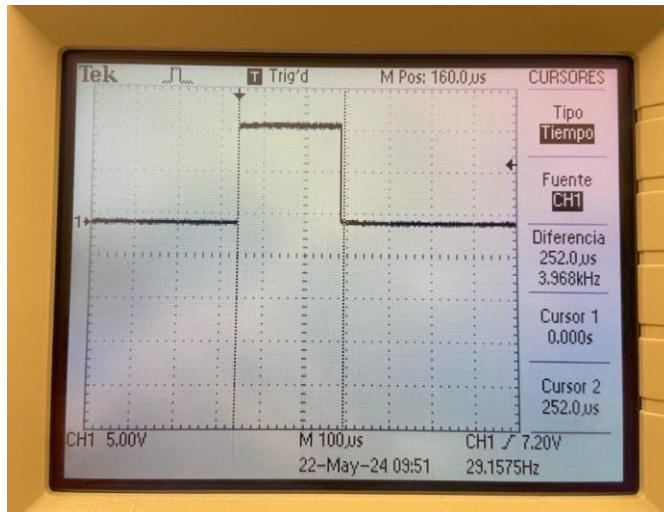 Tek T Trig'd M Pos: 160.0µs CURSORES
Tipo
Tiempo
Fuente
CH1
1
Diferencia
252.0µs
3.968kHz
Cursor 1
0.000s
Cursor 2
252.0µs
CH1 5.00V M 100µs CH1 7.20V
22-May-24 09:51 29.1575Hz